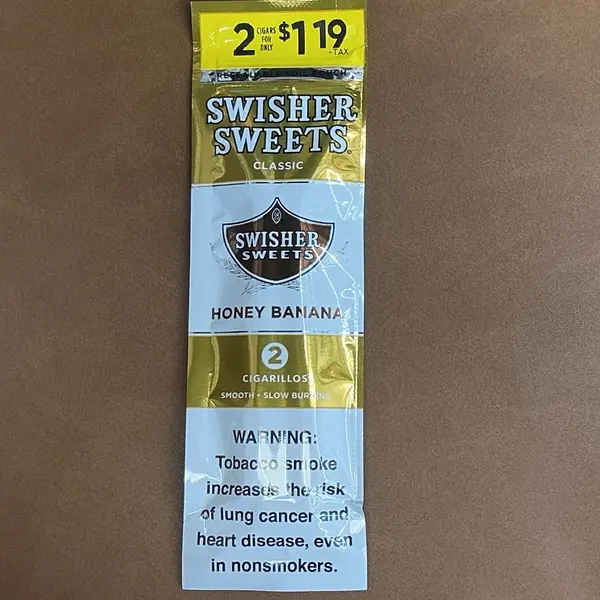 2 CIGARS FOR ONLY $1 19
+TAX
SWISHER
SWEETS
CLASSIC
SWISHER
SWEETS
HONEY BANANA
2
CIGARILLOS
SMOOTH • SLOW BURNING
WARNING:
Tobacco smoke
increases the risk
of lung cancer and
heart disease, even
in nonsmokers.